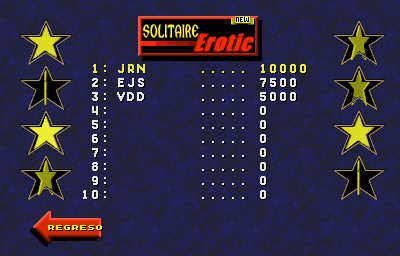 NEW
SOLITAIRE
Erotic
1: JRN ..... 10000
2: EJS ..... 7500
3: VDD ..... 5000
4: ..... 0
5: ..... 0
6: ..... 0
7: ..... 0
8: ..... 0
9: ..... 0
10: ..... 0
REGRESO